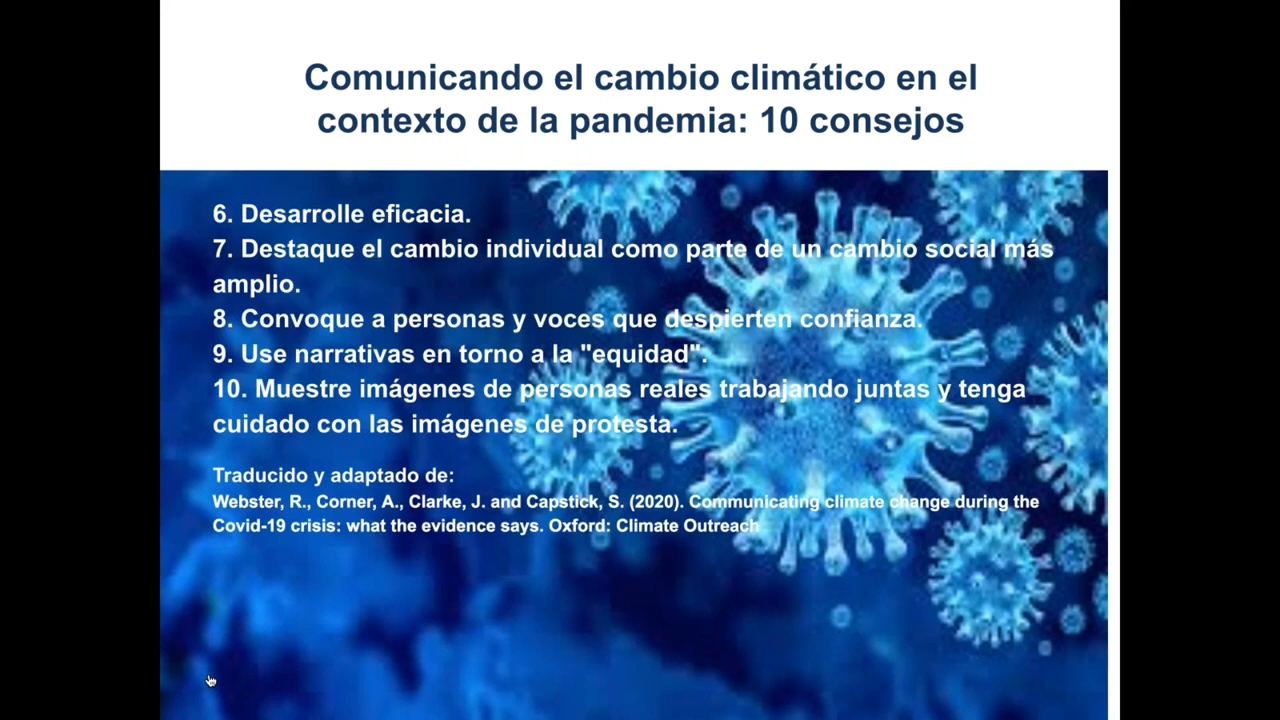 Comunicando el cambio climático en el
contexto de la pandemia: 10 consejos
6. Desarrolle eficacia.
7. Destaque el cambio individual como parte de un cambio social más
amplio.
8. Convoque a personas y voces que despierten confianza.
9. Use narrativas en torno a la "equidad".
10. Muestre imágenes de personas reales trabajando juntas y tenga
cuidado con las imágenes de protesta.
Traducido y adaptado de:
Webster, R., Corner, A., Clarke, J. and Capstick, S. (2020). Communicating climate change during the
Covid-19 crisis: what the evidence says. Oxford: Climate Outreach